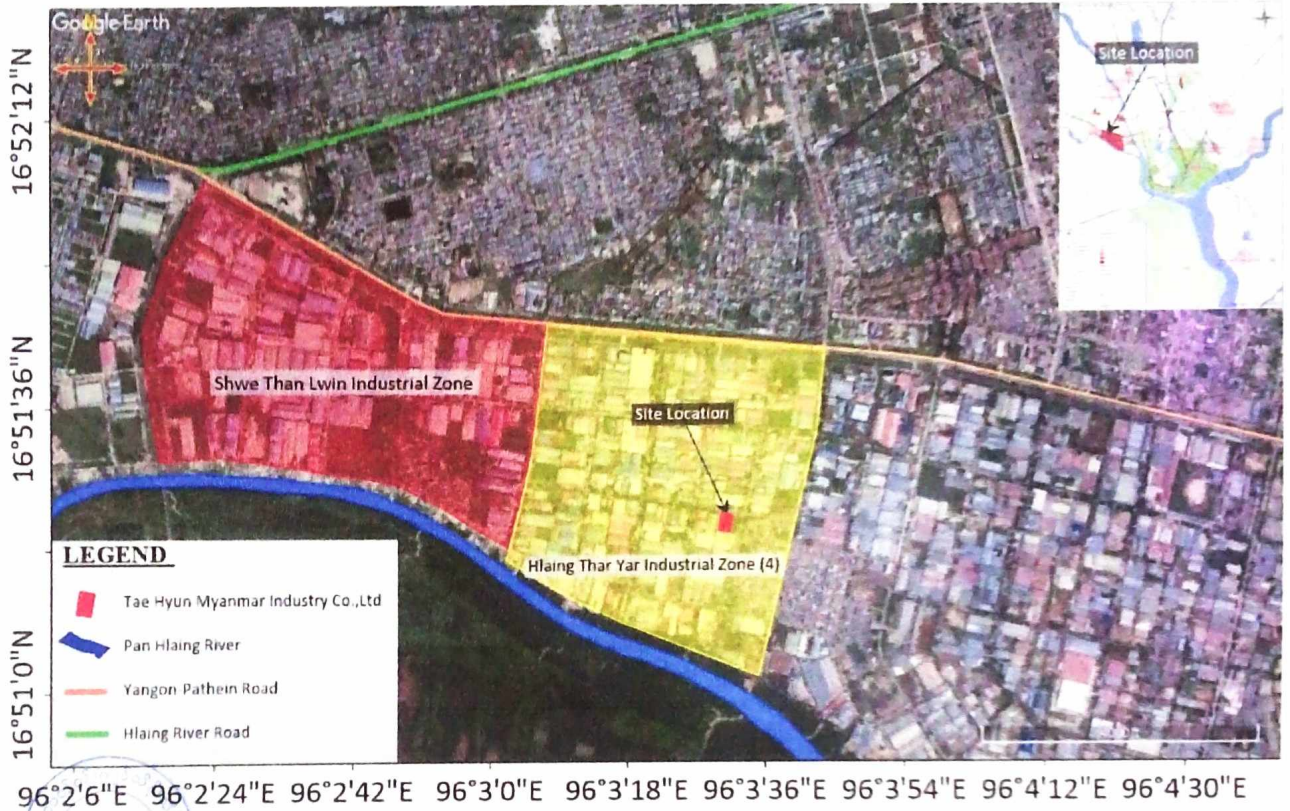 Google Earth
Site Location
16°52'12"N
16°51'36"N
16°51'0"N
Shwe Than Lwin Industrial Zone
Site Location
Hlaing Thar Yar Industrial Zone (4)
LEGEND
Tae Hyun Myanmar Industry Co.,Ltd
Pan Hlaing River
Yangon-Pathein Road
Hlaing River Road
96°2'6"E 96°2'24"E 96°2'42"E 96°3'0"E 96°3'18"E 96°3'36"E 96°3'54"E 96°4'12"E 96°4'30"E